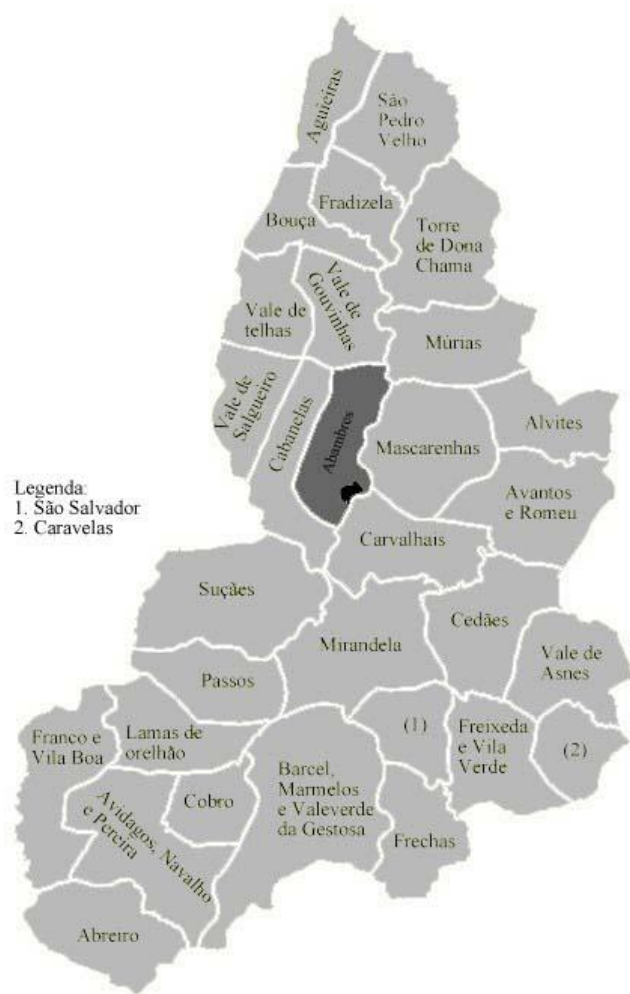 Aguieiras
São
Pedro
Velho
Fradizela
Bouça
Torre
de Dona
Chama
Vale de
Gouvinhas
Vale de
telhas
Múrias
Vale de
Salgueiro
Cabanelas
Abambres
Mascarenhas
Alvites
Legenda:
1. São Salvador
2. Caravelas
Avantos
e Romeu
Carvalhais
Suçães
Cedães
Mirandela
Vale de
Asnes
Passos
Franco e
Vila Boa
Lamas de
orelhão
(1)
Freixeda
e Vila
Verde
(2)
Barcel,
Marmelos
e Valeverde
da Gestosa
Cobro
Avidagos, Navalho
e Pereira
Frechas
Abreiro